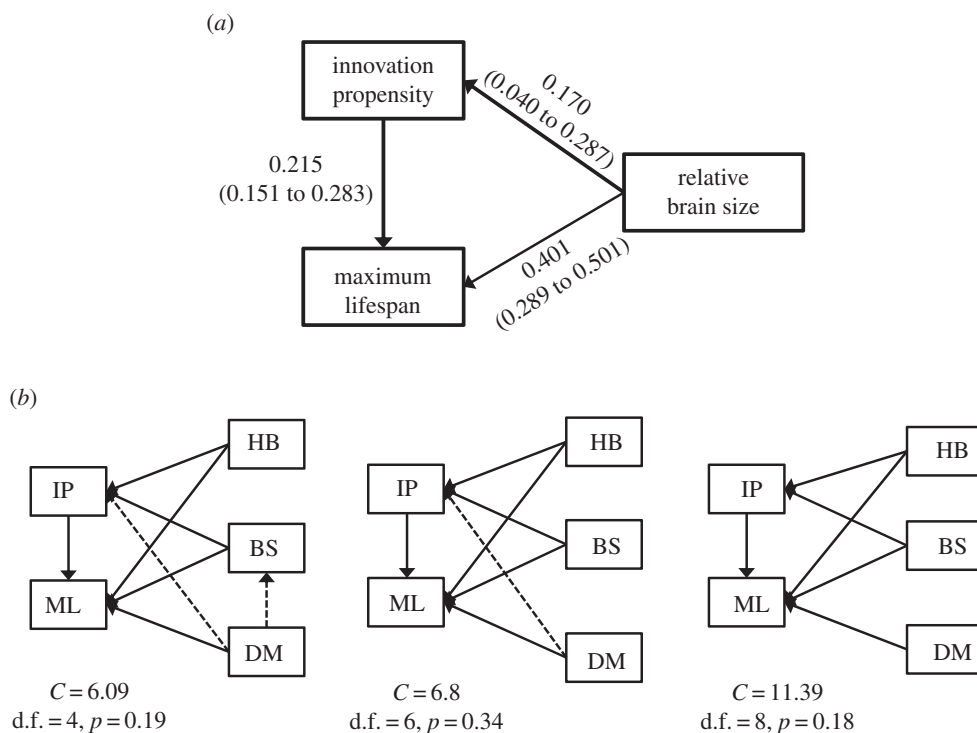 (a)
innovation
propensity
0.170
(0.040 to 0.287)
0.215
(0.151 to 0.283)
relative
brain size
0.401
(0.289 to 0.501)
maximum
lifespan
(b)
HB
IP
BS
ML
DM
C = 6.09
d.f. = 4, p = 0.19
HB
IP
BS
ML
DM
C = 6.8
d.f. = 6, p = 0.34
HB
IP
BS
ML
DM
C = 11.39
d.f. = 8, p = 0.18